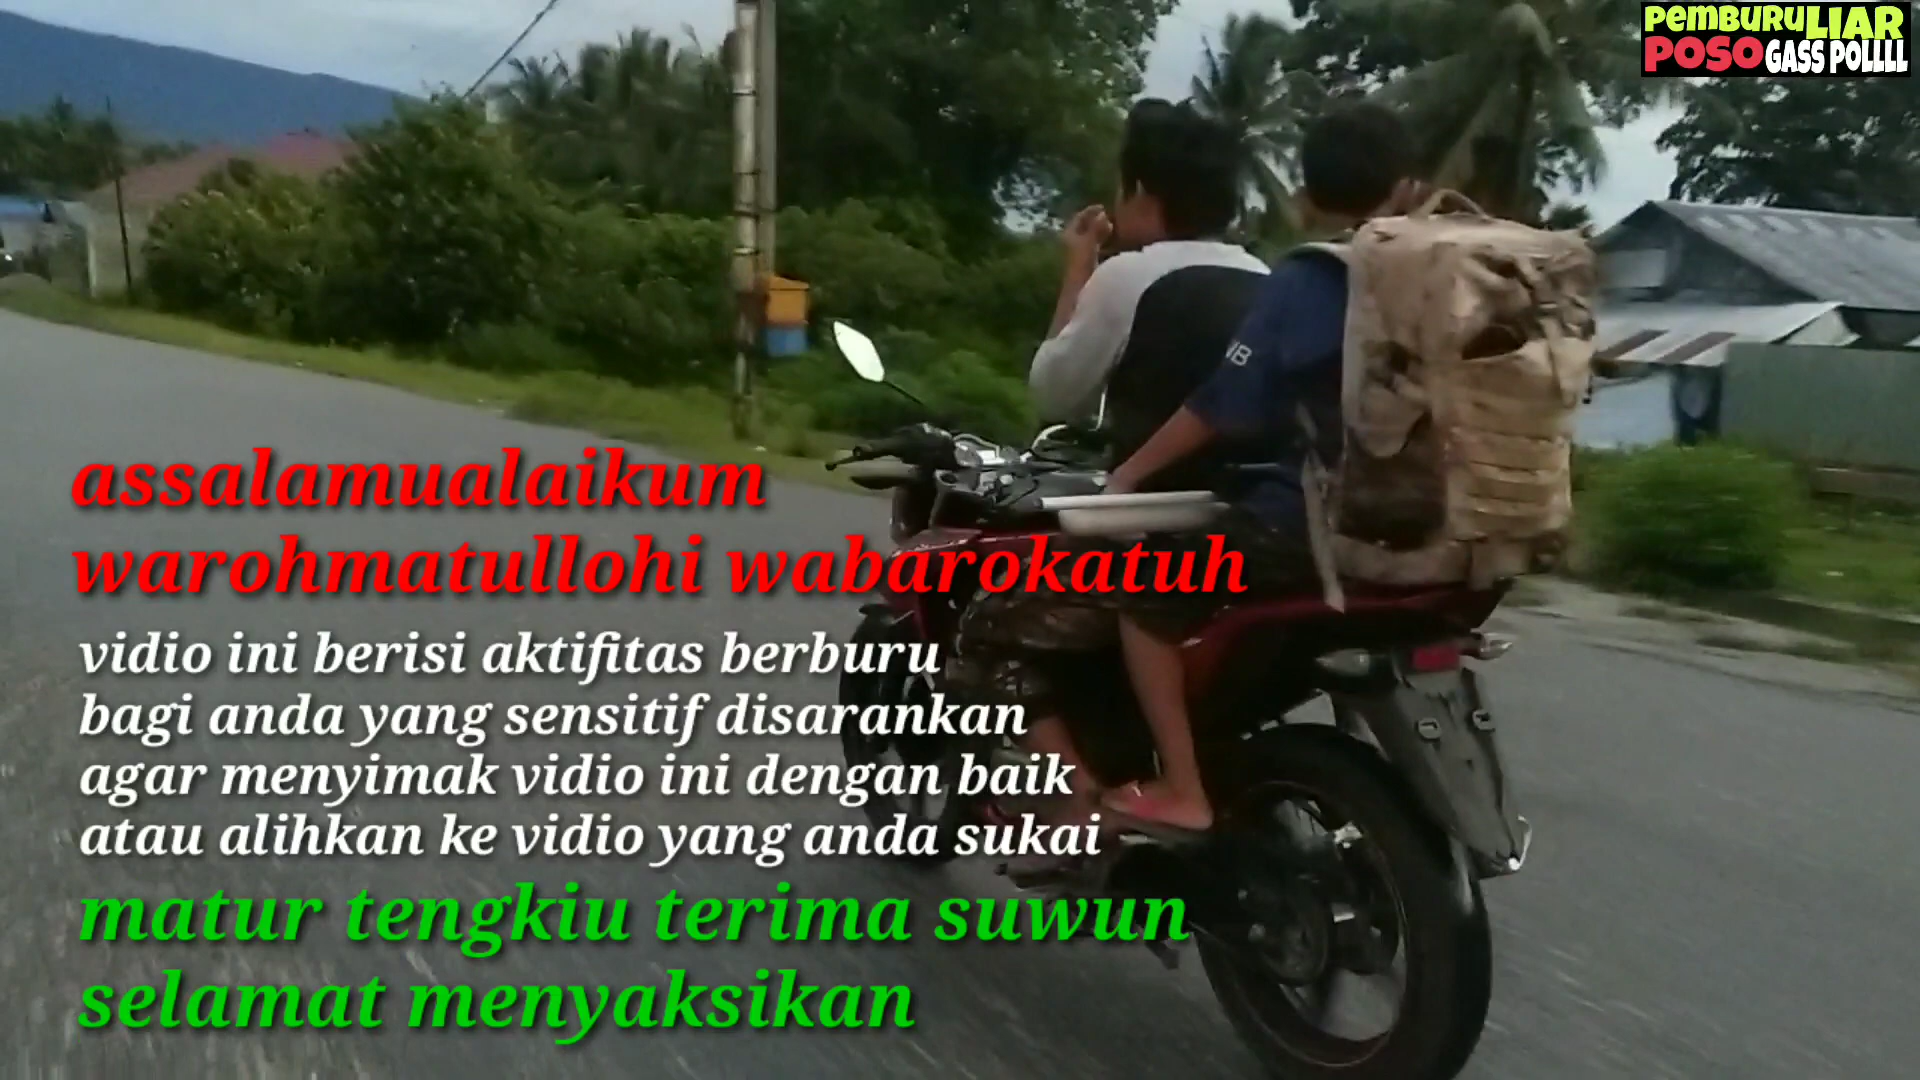 PEMBURU LIAR
POSO GASS POLLLL
assalamualaikum
warohmatullohi wabarokatuh
vidio ini berisi aktifitas berburu
bagi anda yang sensitif disarankan
agar menyimak vidio ini dengan baik
atau alihkan ke vidio yang anda sukai
matur tengkiu terima suwun
selamat menyaksikan